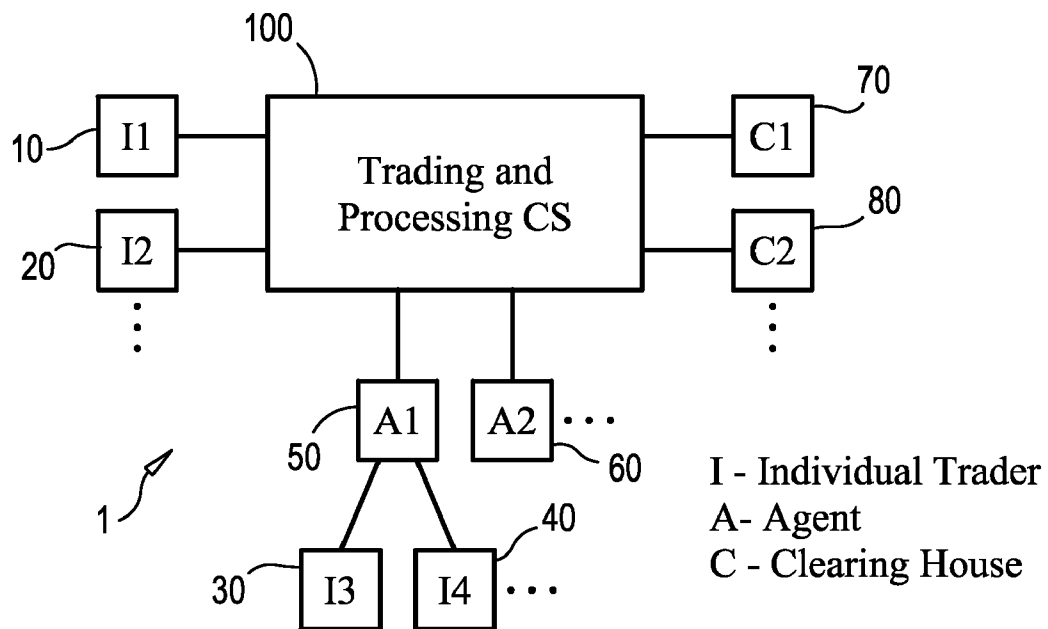 100
70
10
I1
Trading and
Processing CS
C1
80
20
I2
C2
50
A1
A2
60
1
30
I3
I4
40
I - Individual Trader
A- Agent
C - Clearing House